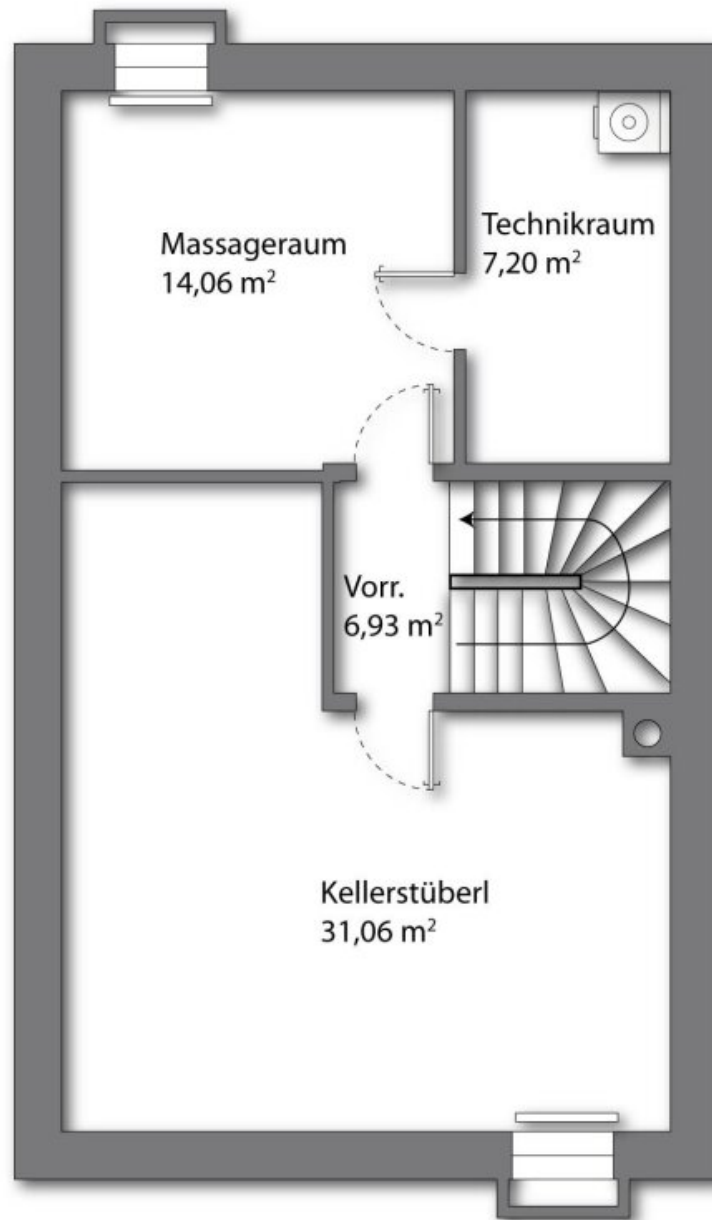 Massageraum
14,06 m²
Technikraum
7,20 m²
Vorr.
6,93 m²
Kellerstüberl
31,06 m²